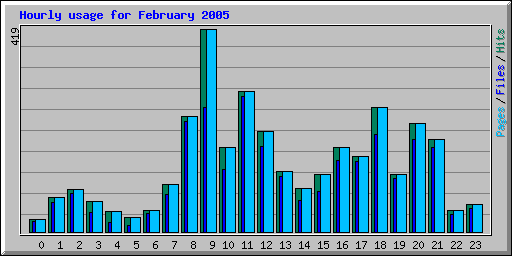 Hourly usage for February 2005
419
Pages/Files/Hits
0 1 2 3 4 5 6 7 8 9 10 11 12 13 14 15 16 17 18 19 20 21 22 23